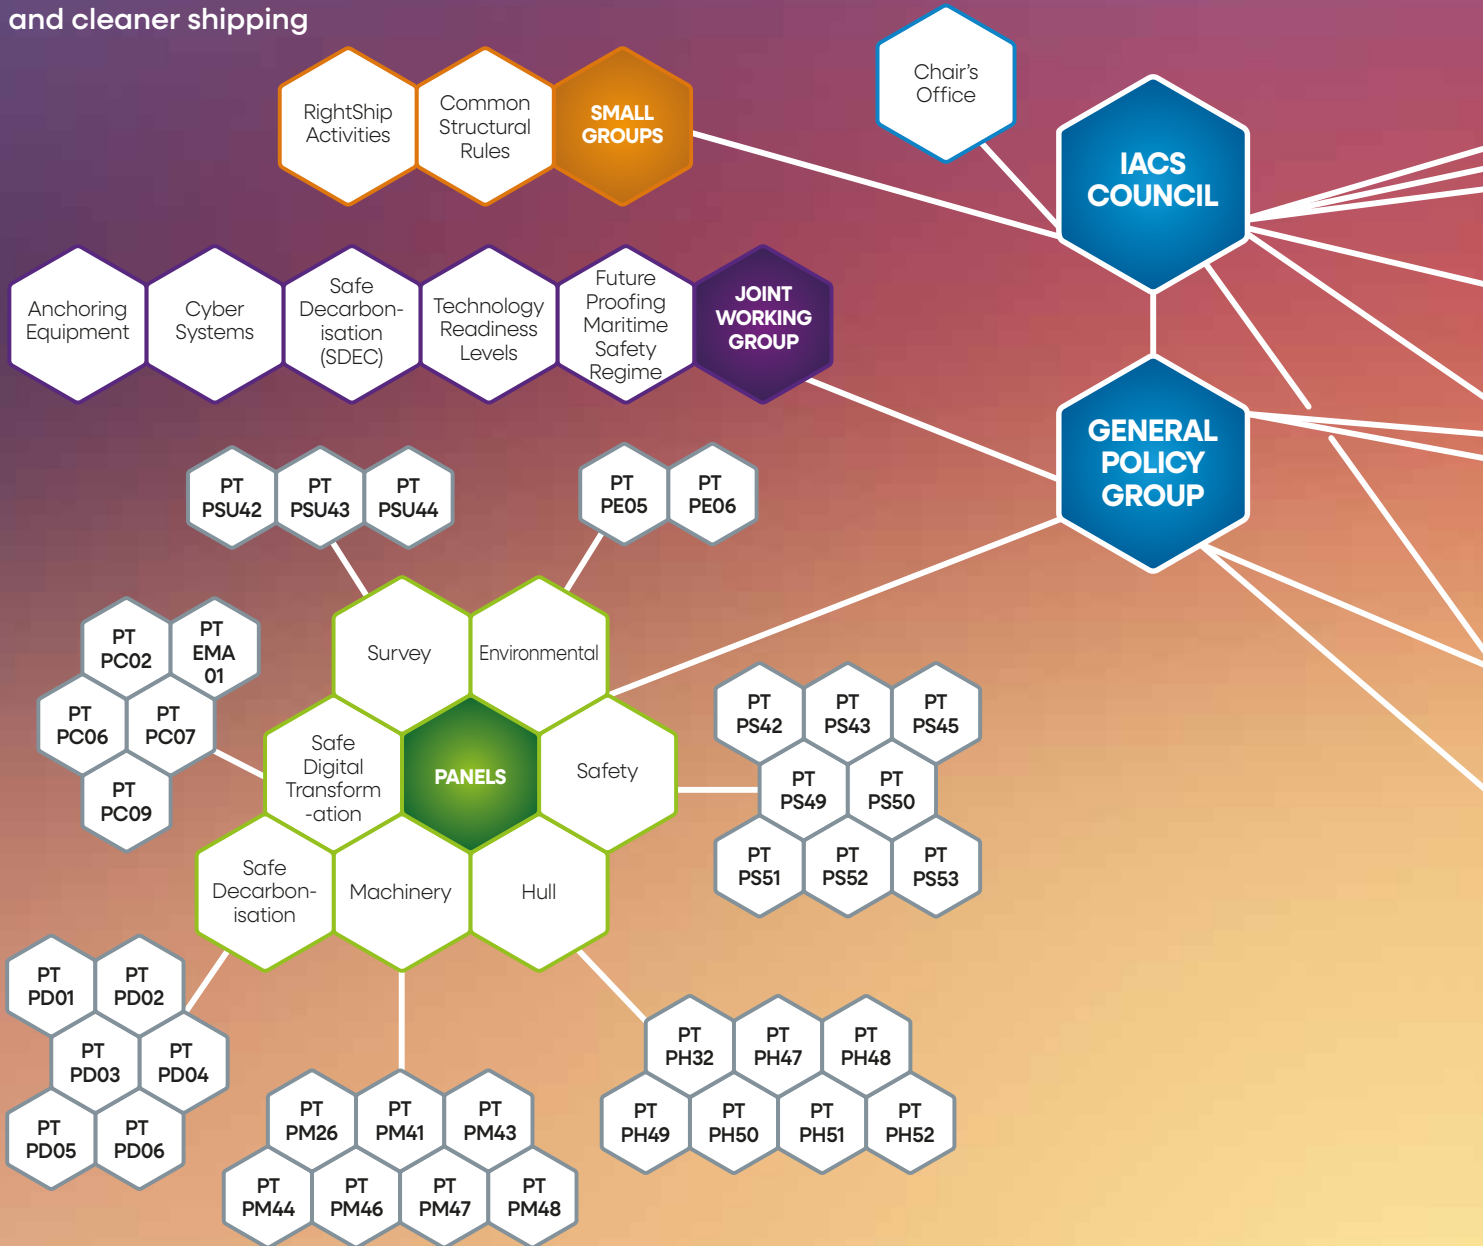 and cleaner shipping
RightShip
Activities
Common
Structural
Rules
SMALL
GROUPS
Chair's
Office
IACS
COUNCIL
Anchoring
Equipment
Cyber
Systems
Safe
Decarbon-
isation
(SDEC)
Technology
Readiness
Levels
Future
Proofing
Maritime
Safety
Regime
JOINT
WORKING
GROUP
GENERAL
POLICY
GROUP
PT
PSU42
PT
PSU43
PT
PSU44
PT
PE05
PT
PE06
PT
PC02
PT
EMA
01
PT
PC06
PT
PC07
PT
PC09
Survey
Environmental
Safe
Digital
Transform
-ation
PANELS
Safety
Safe
Decarbon-
isation
Machinery
Hull
PT
PS42
PT
PS43
PT
PS45
PT
PS49
PT
PS50
PT
PS51
PT
PS52
PT
PS53
PT
PD01
PT
PD02
PT
PD03
PT
PD04
PT
PD05
PT
PD06
PT
PM26
PT
PM41
PT
PM43
PT
PM44
PT
PM46
PT
PM47
PT
PM48
PT
PH32
PT
PH47
PT
PH48
PT
PH49
PT
PH50
PT
PH51
PT
PH52